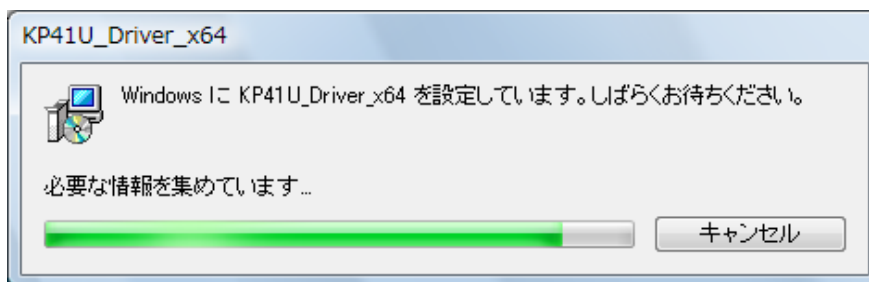 KP41U_Driver_x64
Windows に KP41U_Driver_x64 を設定しています。しばらくお待ちください。
必要な情報を集めています...
キャンセル